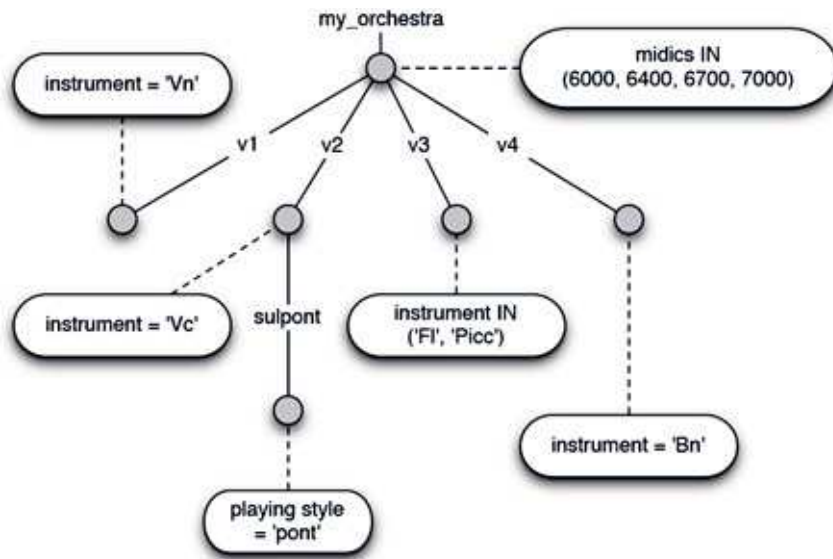 my_orchestra
midics IN
(6000, 6400, 6700, 7000)
instrument = 'Vn'
v1
v2
v3
v4
instrument = 'Vc'
sulpont
instrument IN
('Fl', 'Picc')
instrument = 'Bn'
playing style
= 'pont'